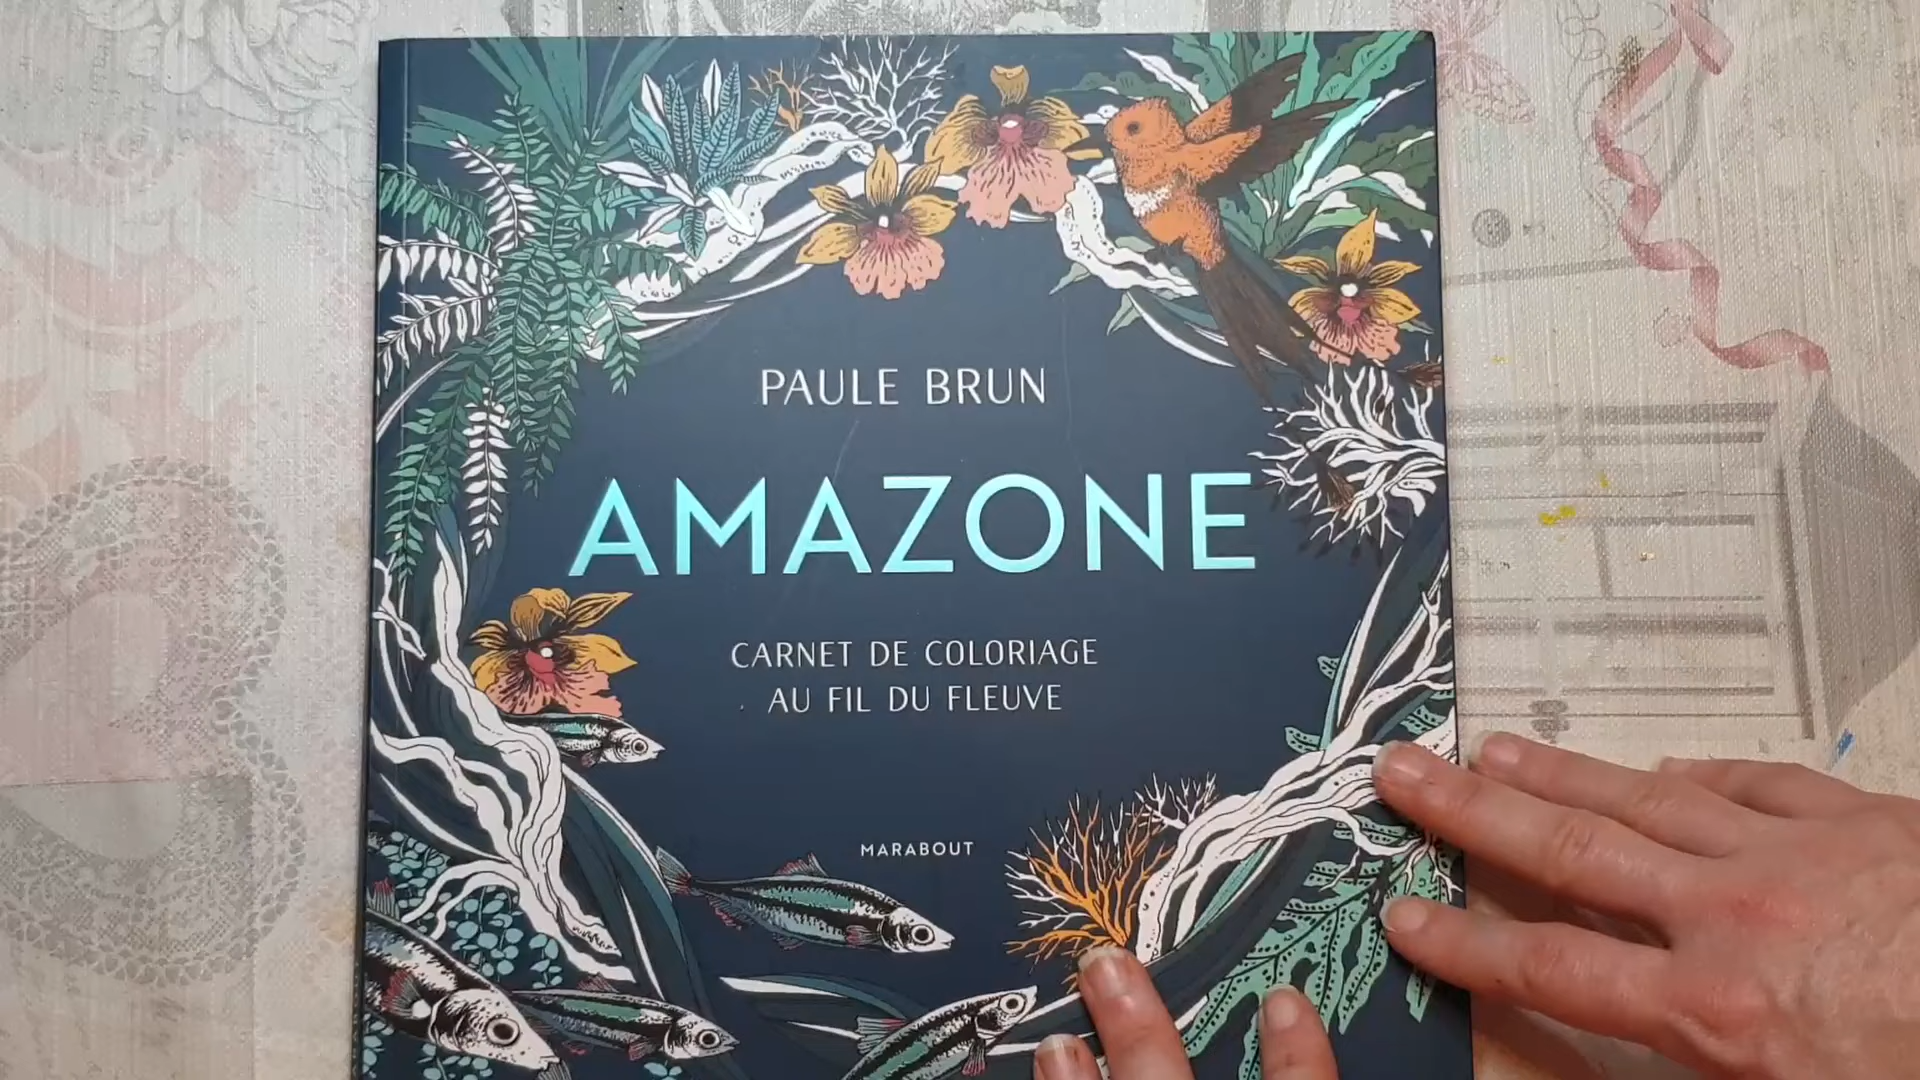 PAULE BRUN
AMAZONE
CARNET DE COLORIAGE
AU FIL DU FLEUVE
MARABOUT